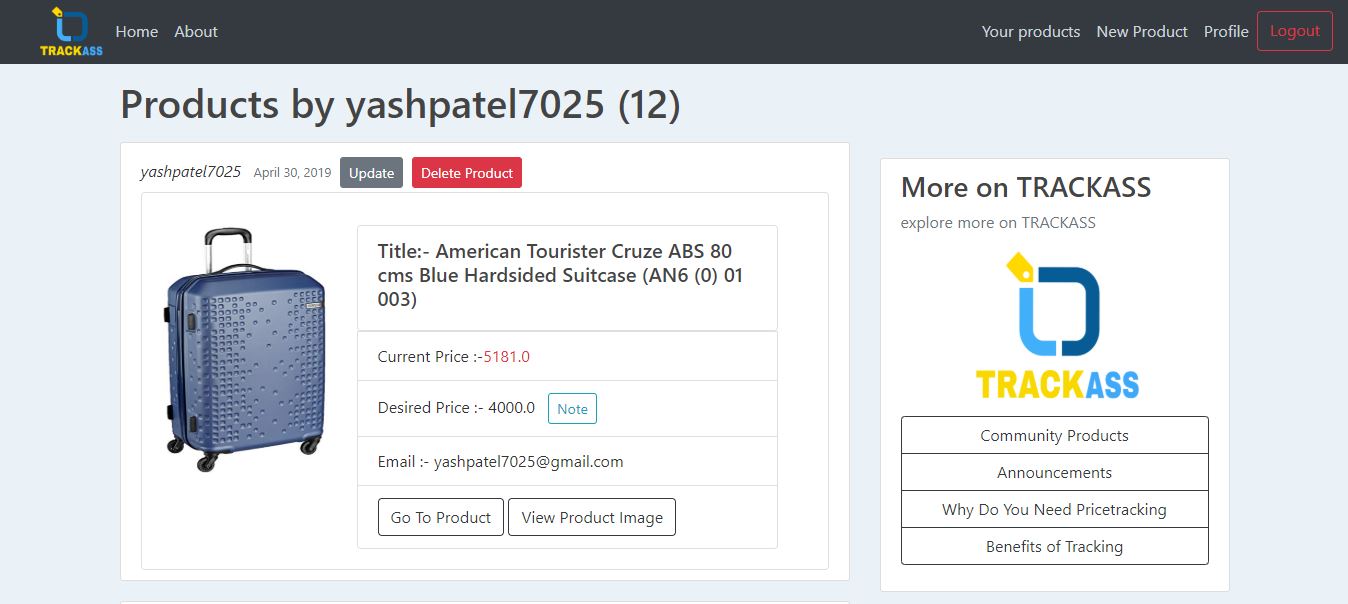 TRACKASS
Home About
Your products New Product Profile Logout
Products by yashpatel7025 (12)
yashpatel7025 April 30, 2019 Update Delete Product
Title:- American Tourister Cruze ABS 80
cms Blue Hardsided Suitcase (AN6 (0) 01
003)
Current Price :-5181.0
Desired Price :- 4000.0 Note
Email :- yashpatel7025@gmail.com
Go To Product View Product Image
More on TRACKASS
explore more on TRACKASS
TRACKASS
Community Products
Announcements
Why Do You Need Pricetracking
Benefits of Tracking